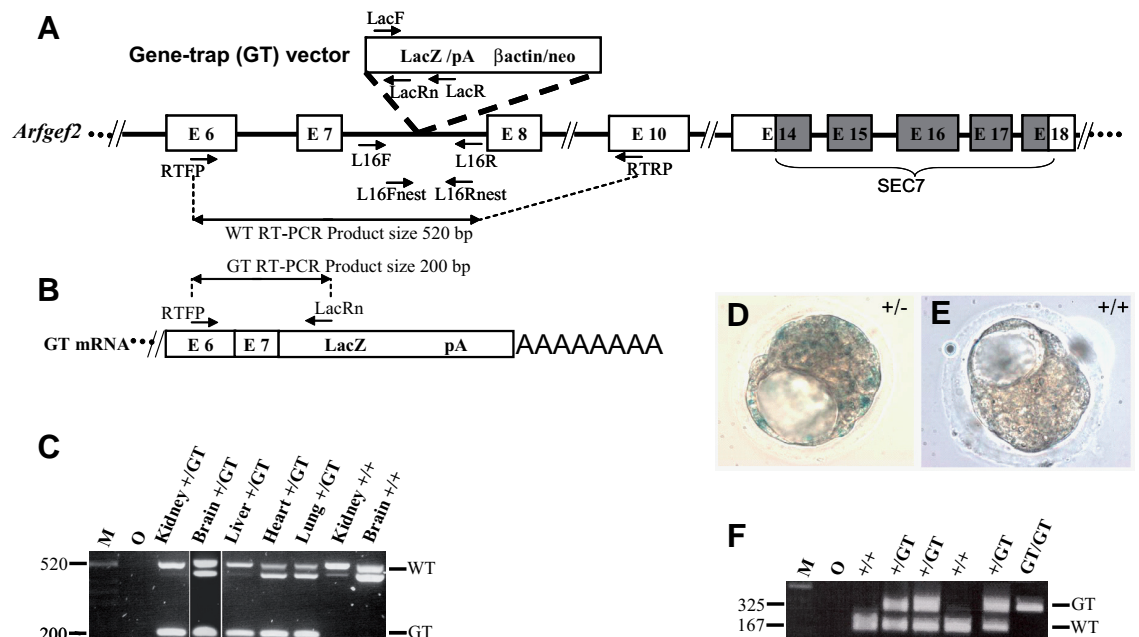 A
LacF
Gene-trap (GT) vector
LacZ /pA βactin/neo
LacRn LacR
Arfgef2
E 6 E 7 E 8 E 10 E 14 E 15 E 16 E 17 E 18
L16F L16R
RTFP RTRP
L16Fnest L16Rnest
SEC7
WT RT-PCR Product size 520 bp
GT RT-PCR Product size 200 bp
B
RTFP LacRn
GT mRNA
E 6 E 7 LacZ pA AAAAAAAA
D +/-
E +/+
C
M O Kidney +/GT Brain +/GT Liver +/GT Heart +/GT Lung +/GT Kidney +/+ Brain +/+
520 WT
200 GT
F
M O +/+ +/GT +/GT +/+ +/GT GT/GT
325 GT
167 WT